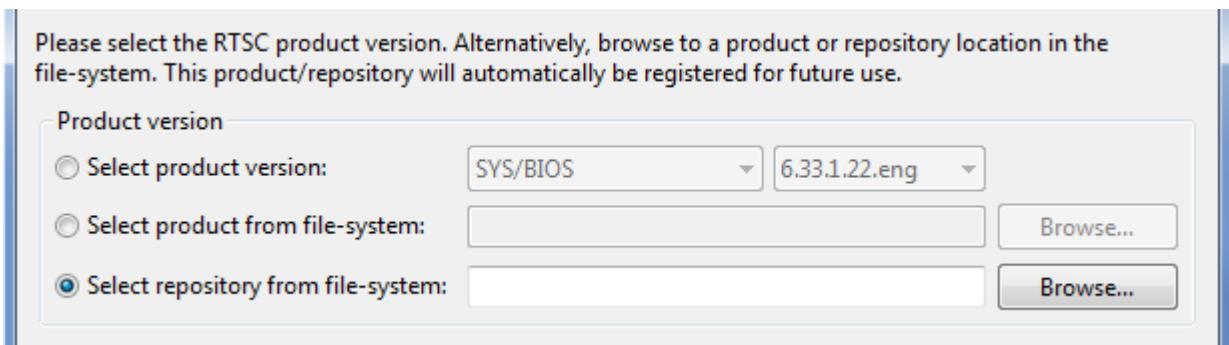 Please select the RTSC product version. Alternatively, browse to a product or repository location in the
file-system. This product/repository will automatically be registered for future use.
Product version
Select product version: SYS/BIOS 6.33.1.22.eng
Select product from file-system: Browse...
Select repository from file-system: Browse...